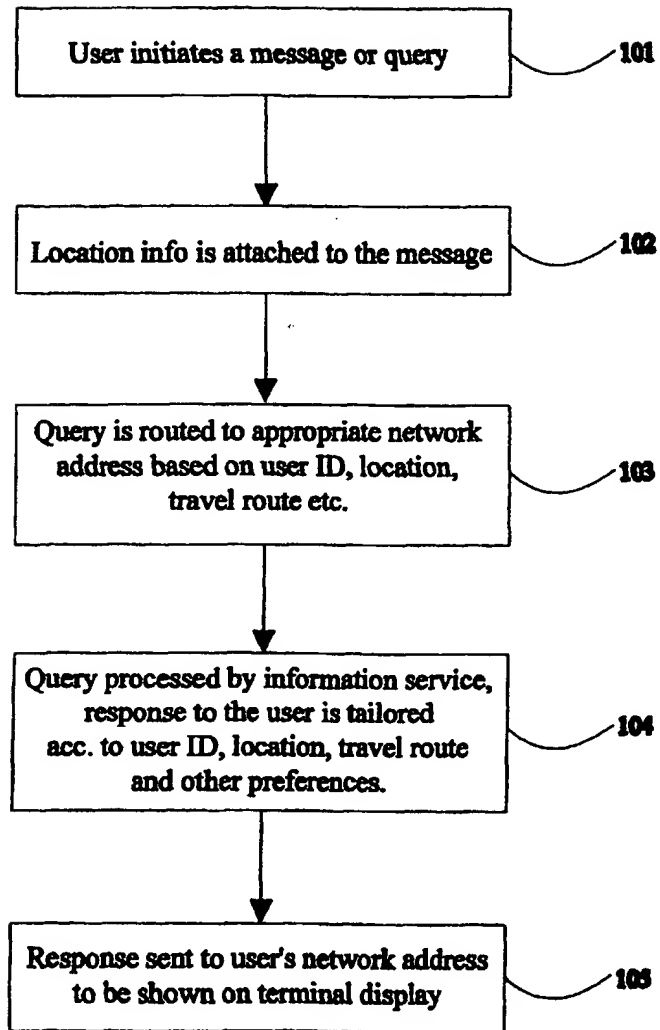 User initiates a message or query
101
Location info is attached to the message
102
Query is routed to appropriate network
address based on user ID, location,
travel route etc.
103
Query processed by information service,
response to the user is tailored
acc. to user ID, location, travel route
and other preferences.
104
Response sent to user's network address
to be shown on terminal display
105